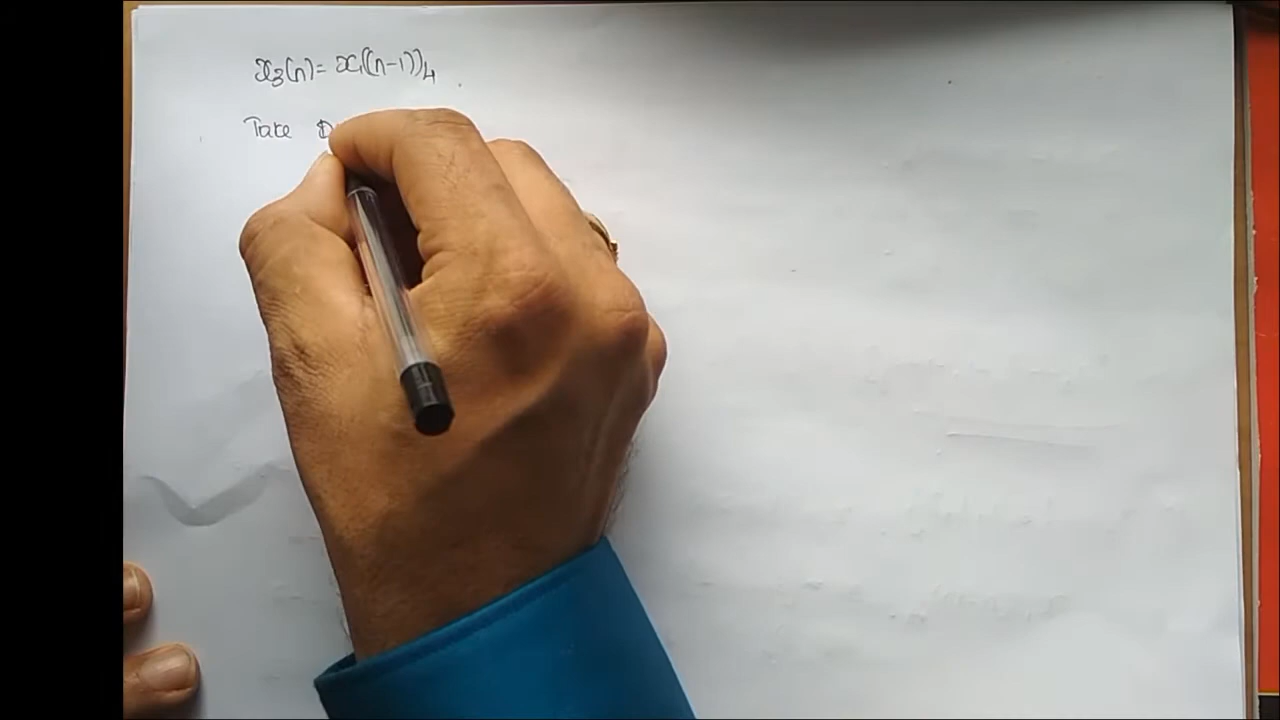 x₃(n)= x₁((n-1))₄
Take